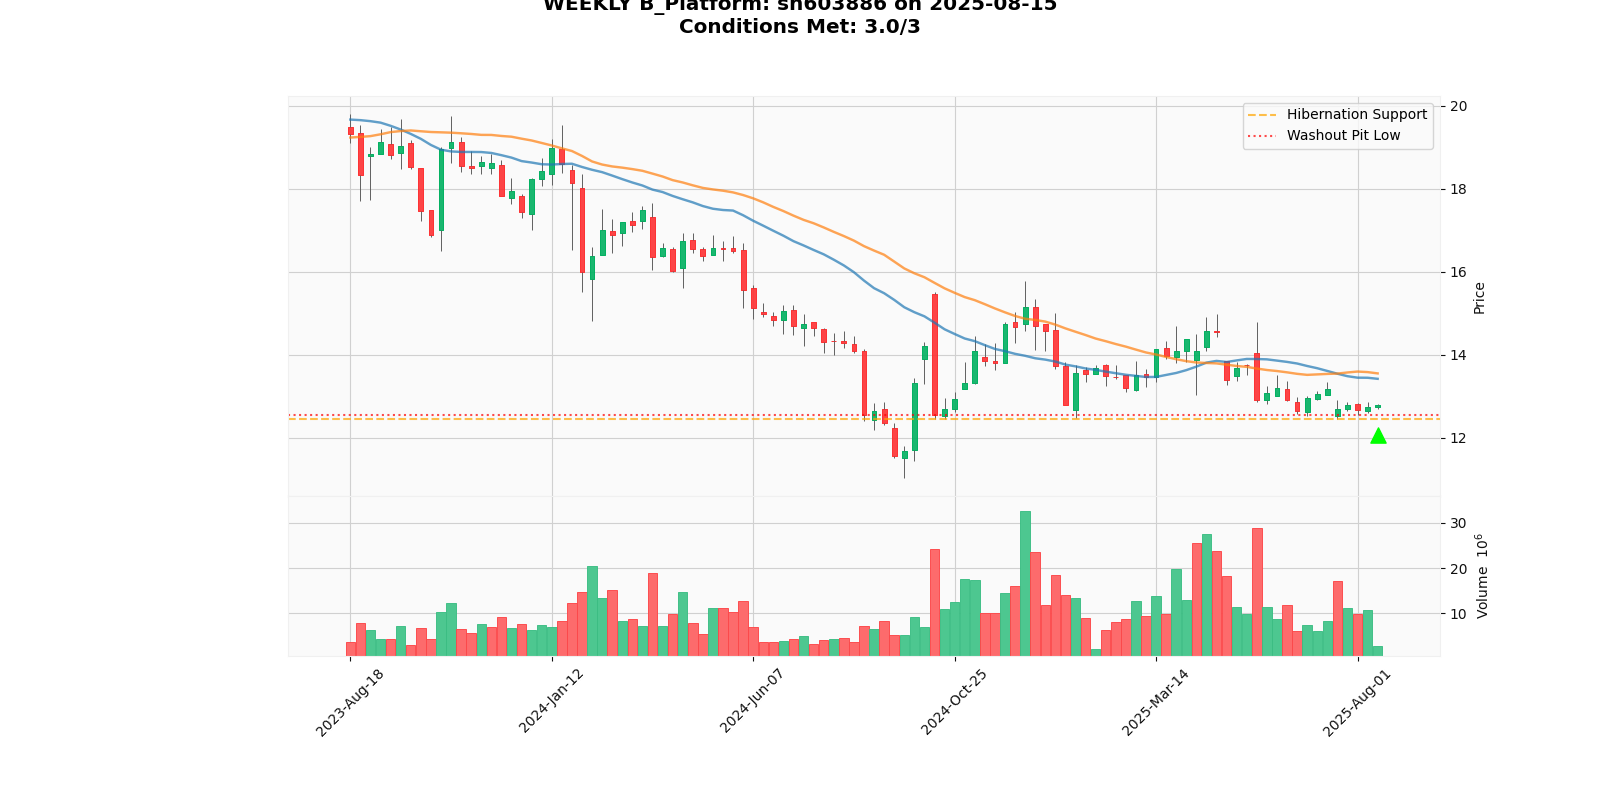 WEEKLY B_Platform: sh603886 on 2025-08-15
Conditions Met: 3.0/3
Hibernation Support
Washout Pit Low
20
18
16
14
12
Price
30
20
10
Volume 10^6
2023-Aug-18
2024-Jan-12
2024-Jun-07
2024-Oct-25
2025-Mar-14
2025-Aug-01